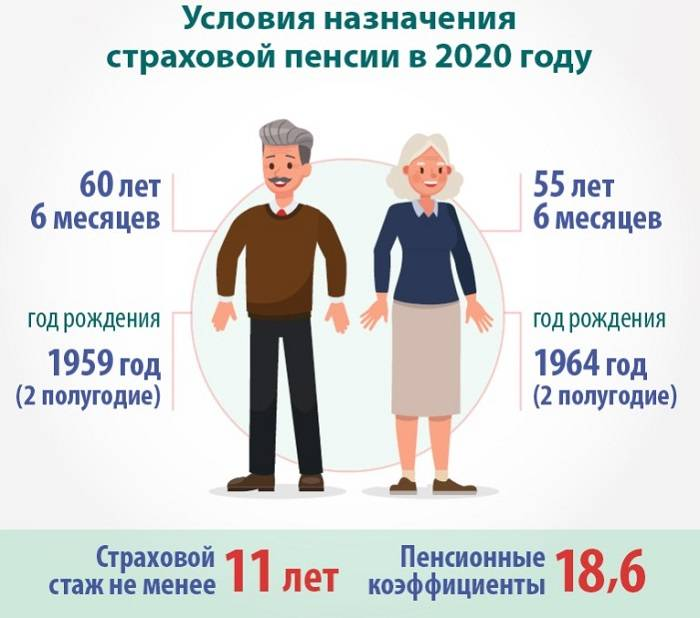 Условия назначения
страховой пенсии в 2020 году
60 лет
6 месяцев
55 лет
6 месяцев
год рождения
1959 год
(2 полугодие)
год рождения
1964 год
(2 полугодие)
Страховой
стаж не менее 11 лет
Пенсионные
коэффициенты 18,6